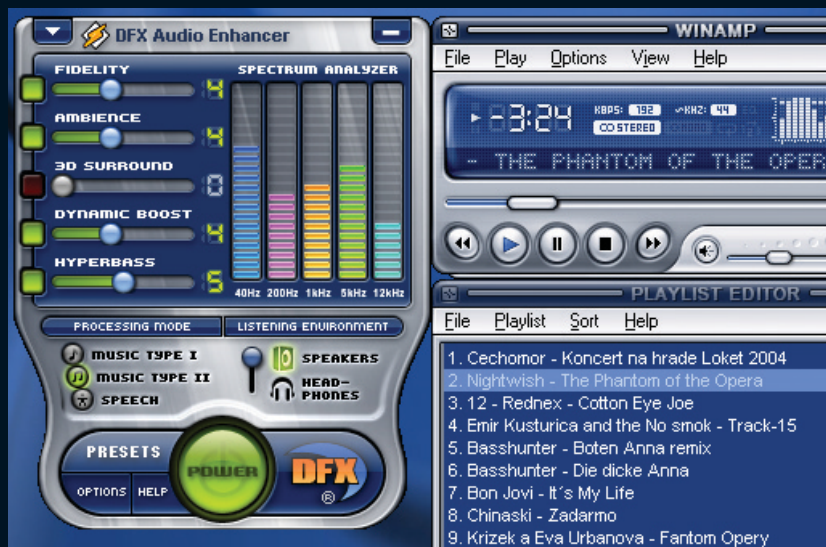 DFX Audio Enhancer
FIDELITY
4
SPECTRUM ANALYZER
AMBIENCE
4
3D SURROUND
0
DYNAMIC BOOST
4
HYPERBASS
5
40Hz 200Hz 1kHz 5kHz 12kHz
PROCESSING MODE
LISTENING ENVIRONMENT
MUSIC TYPE I
MUSIC TYPE II
SPEECH
SPEAKERS
HEAD-
PHONES
PRESETS
OPTIONS HELP
POWER
DFX
®
WINAMP
File Play Options View Help
-3:24
KBPS: 192 KHZ: 44
STEREO
- THE PHANTOM OF THE OPER
PLAYLIST EDITOR
File Playlist Sort Help
1. Cechomor - Koncert na hrade Loket 2004
2. Nightwish - The Phantom of the Opera
3. 12 - Rednex - Cotton Eye Joe
4. Emir Kusturica and the No smok - Track-15
5. Basshunter - Boten Anna remix
6. Basshunter - Die dicke Anna
7. Bon Jovi - It´s My Life
8. Chinaski - Zadarmo
9. Krizek a Eva Urbanova - Fantom Opery